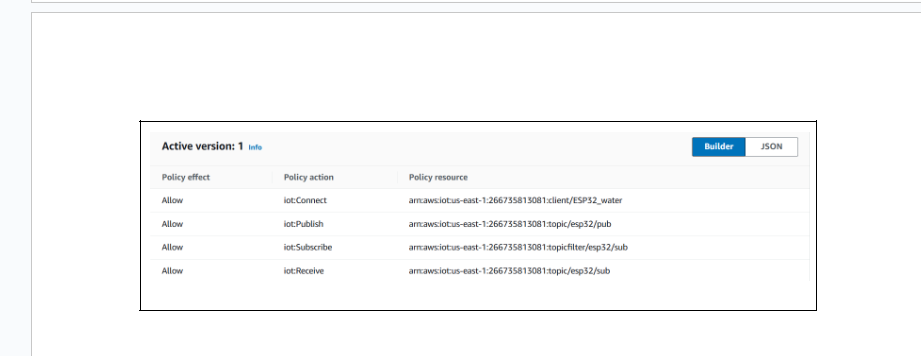 Active version: 1 Info
Builder JSON
Policy effect Policy action Policy resource
Allow iot:Connect arn:aws:iot:us-east-1:266735813081:client/ESP32_water
Allow iot:Publish arn:aws:iot:us-east-1:266735813081:topic/esp32/pub
Allow iot:Subscribe arn:aws:iot:us-east-1:266735813081:topicfilter/esp32/sub
Allow iot:Receive arn:aws:iot:us-east-1:266735813081:topic/esp32/sub